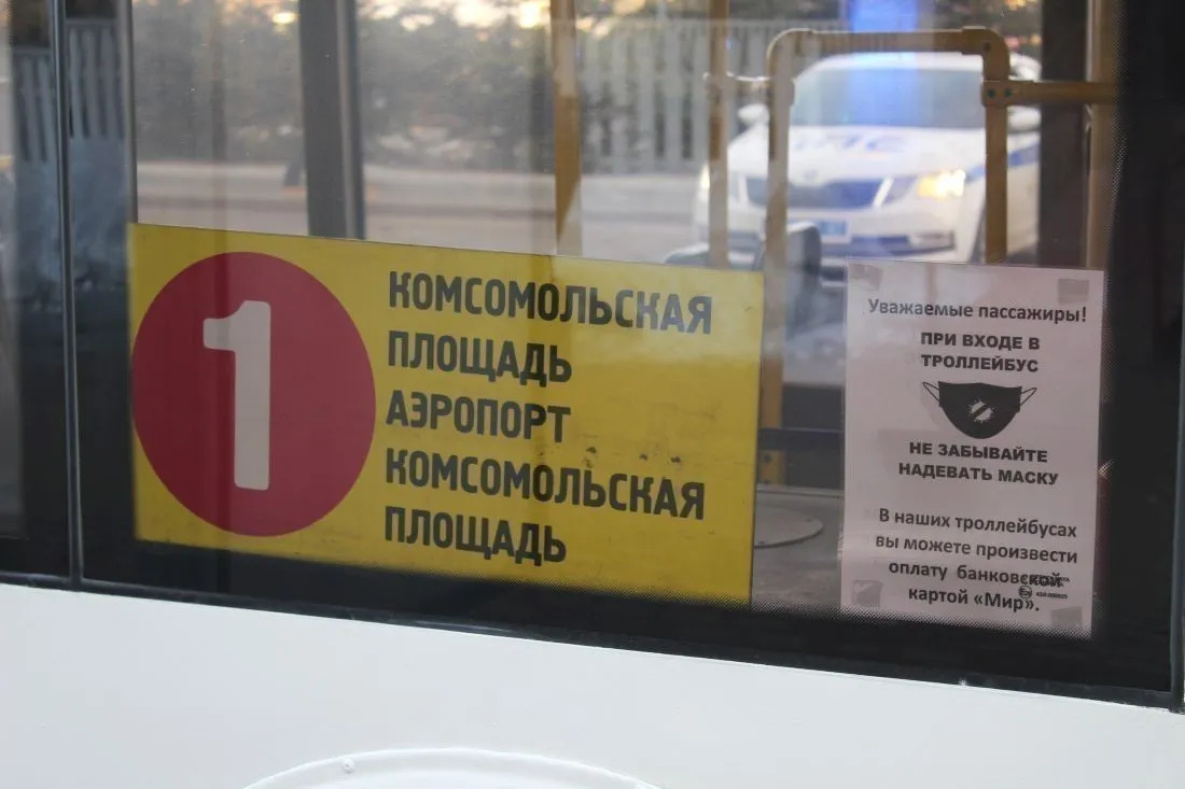 1
КОМСОМОЛЬСКАЯ
ПЛОЩАДЬ
АЭРОПОРТ
КОМСОМОЛЬСКАЯ
ПЛОЩАДЬ
Уважаемые пассажиры!
ПРИ ВХОДЕ В
ТРОЛЛЕЙБУС
НЕ ЗАБЫВАЙТЕ
НАДЕВАТЬ МАСКУ
В наших троллейбусах
вы можете произвести
оплату банковской
картой «Мир».